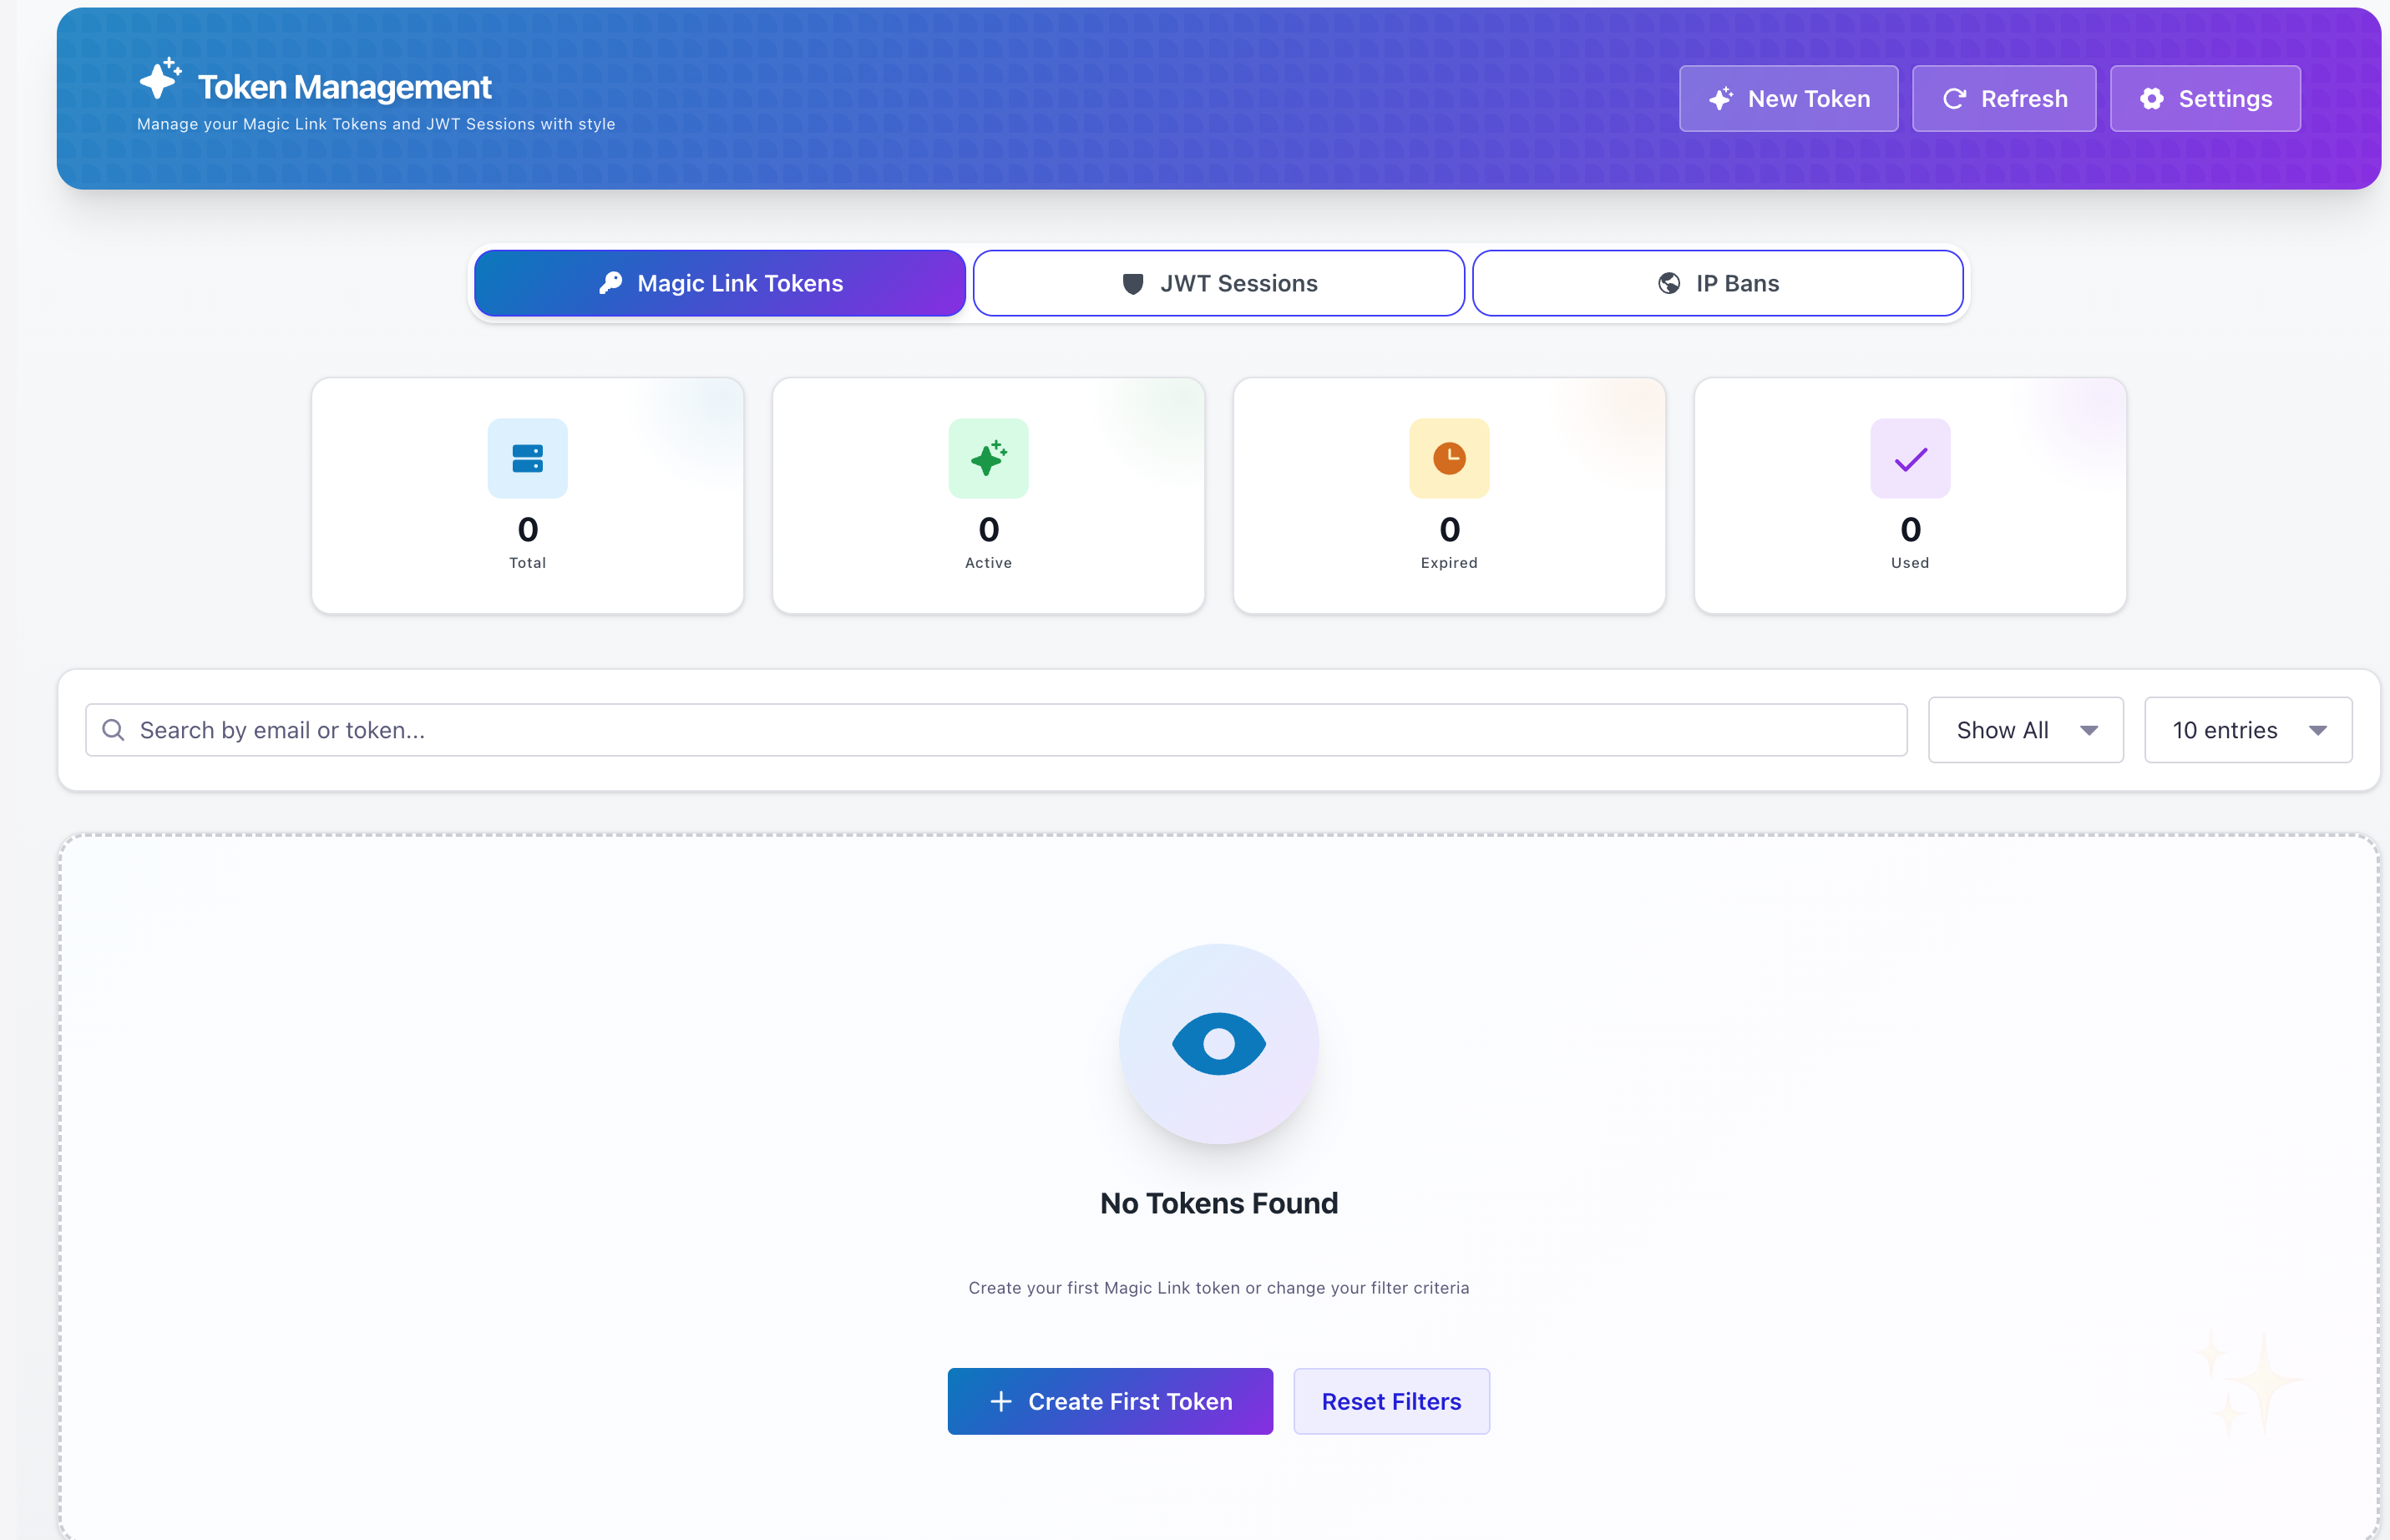 Token Management
Manage your Magic Link Tokens and JWT Sessions with style
New Token
Refresh
Settings
Magic Link Tokens
JWT Sessions
IP Bans
0
Total
0
Active
0
Expired
0
Used
Search by email or token...
Show All
10 entries
No Tokens Found
Create your first Magic Link token or change your filter criteria
Create First Token
Reset Filters